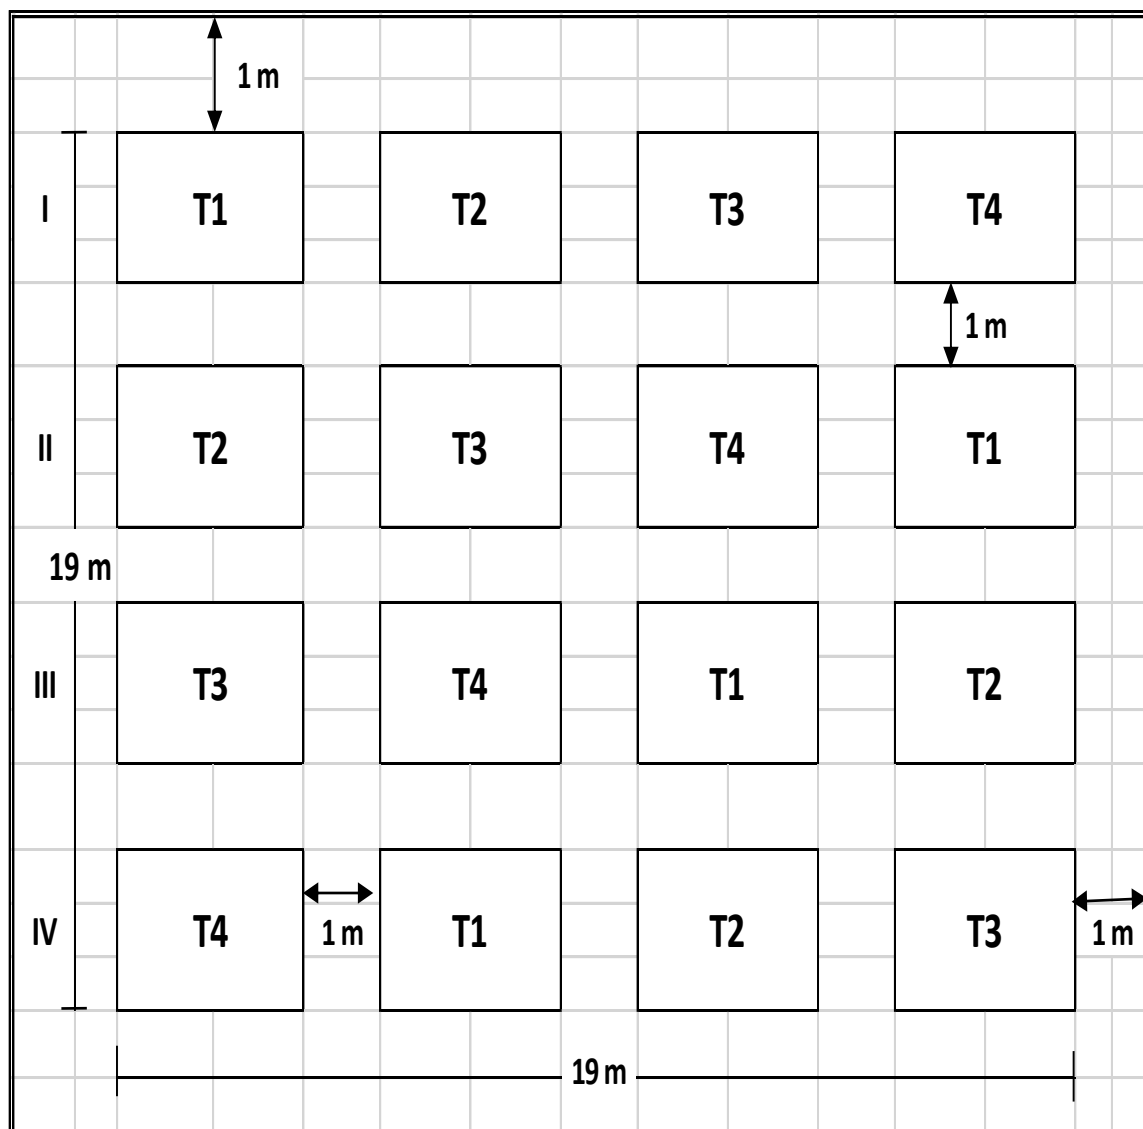 1 m
I T1 T2 T3 T4
1 m
II T2 T3 T4 T1
19 m
III T3 T4 T1 T2
IV T4 T1 T2 T3
1 m 1 m
19 m